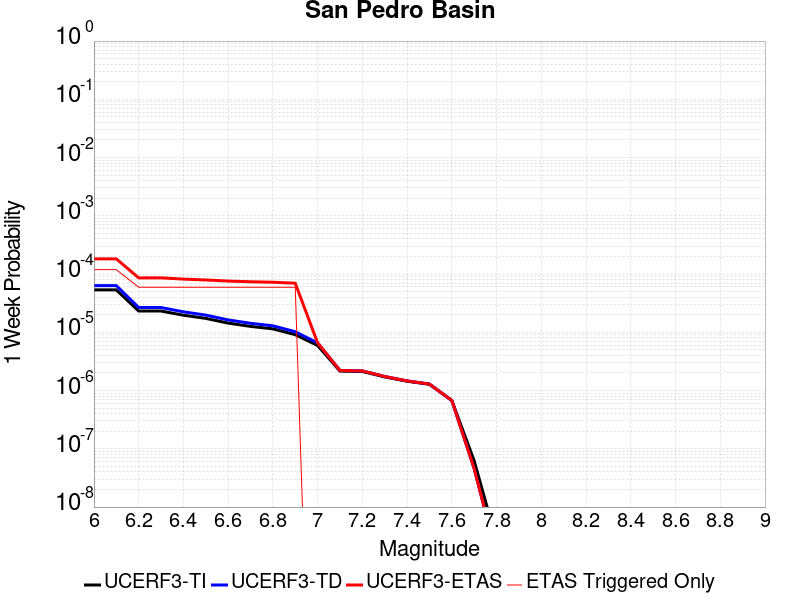 San Pedro Basin
10^0
10^-1
10^-2
10^-3
10^-4
10^-5
10^-6
10^-7
10^-8
1 Week Probability
6 6.2 6.4 6.6 6.8 7 7.2 7.4 7.6 7.8 8 8.2 8.4 8.6 8.8 9
Magnitude
UCERF3-TI UCERF3-TD UCERF3-ETAS ETAS Triggered Only